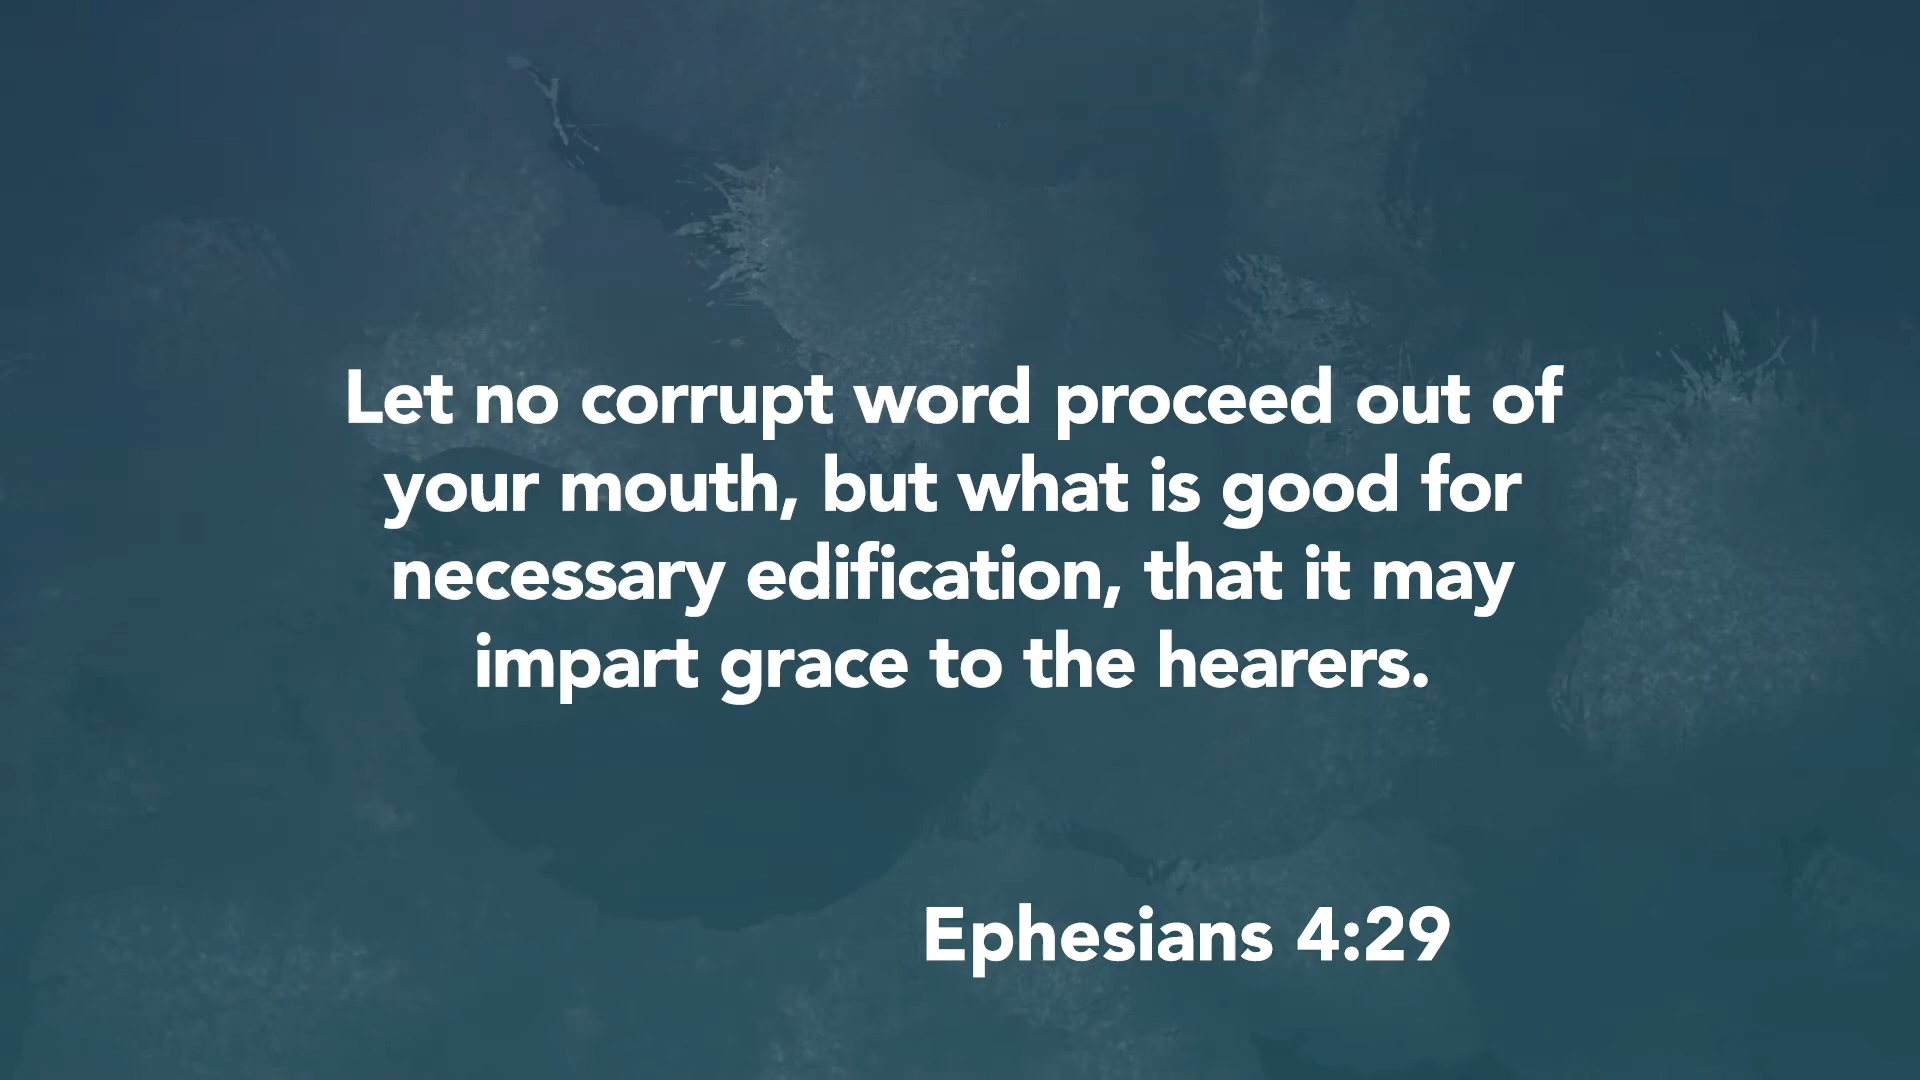 Let no corrupt word proceed out of
your mouth, but what is good for
necessary edification, that it may
impart grace to the hearers.
Ephesians 4:29